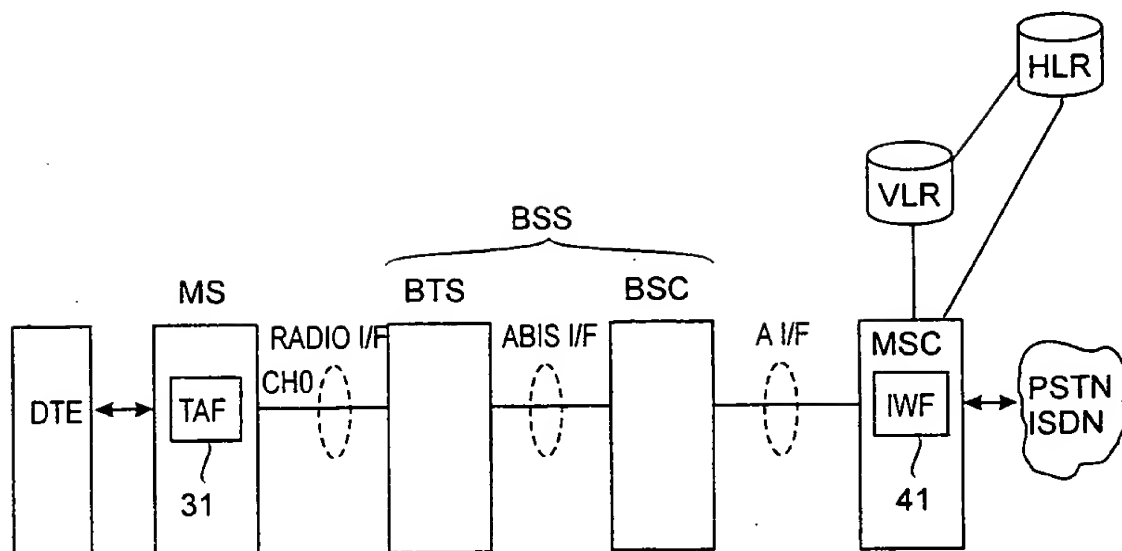 HLR
VLR
BSS
MS
BTS
BSC
RADIO I/F
ABIS I/F
A I/F
MSC
CH0
DTE
TAF
IWF
PSTN
ISDN
31
41